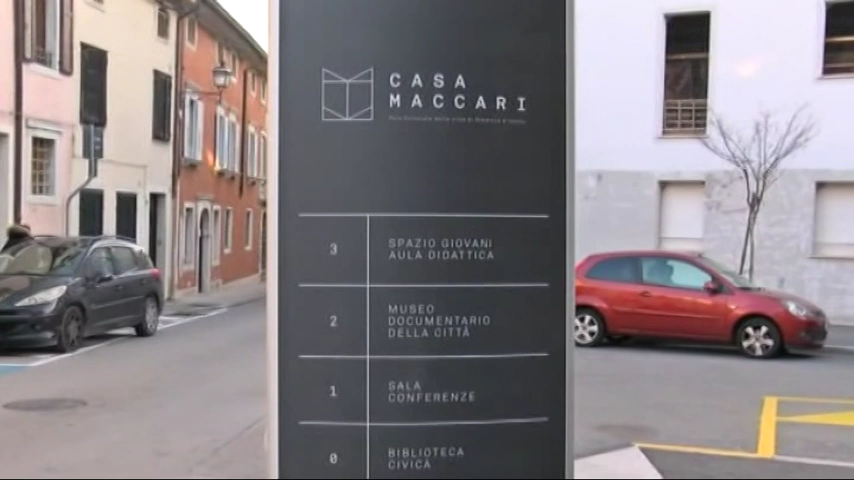 CASA
MACCARI
3
SPAZIO GIOVANI
AULA DIDATTICA
2
MUSEO
DOCUMENTARIO
DELLA CITTÀ
1
SALA
CONFERENZE
0
BIBLIOTECA
CIVICA